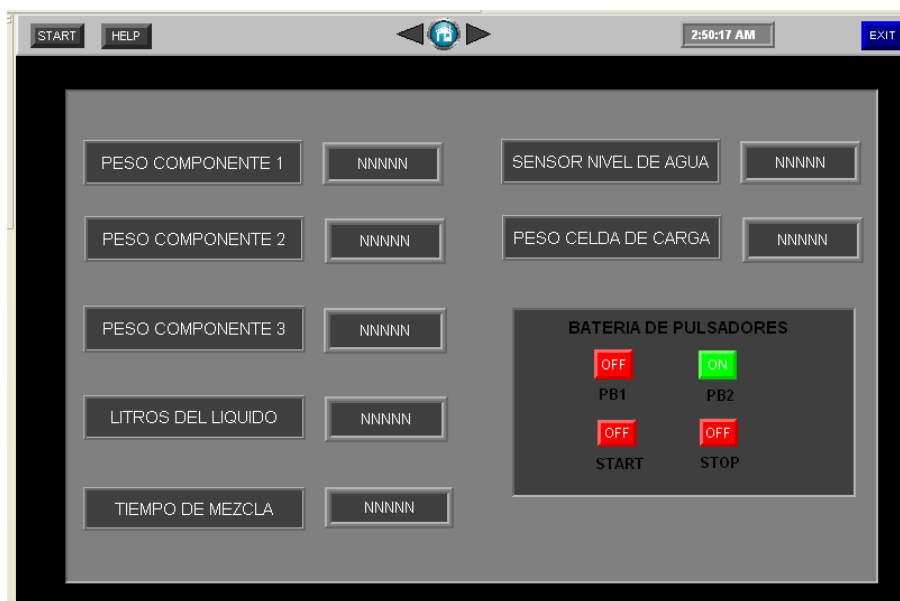 START HELP 2:50:17 AM EXIT
PESO COMPONENTE 1 NNNNN
SENSOR NIVEL DE AGUA NNNNN
PESO COMPONENTE 2 NNNNN
PESO CELDA DE CARGA NNNNN
PESO COMPONENTE 3 NNNNN
LITROS DEL LIQUIDO NNNNN
TIEMPO DE MEZCLA NNNNN
BATERIA DE PULSADORES
OFF ON
PB1 PB2
OFF OFF
START STOP